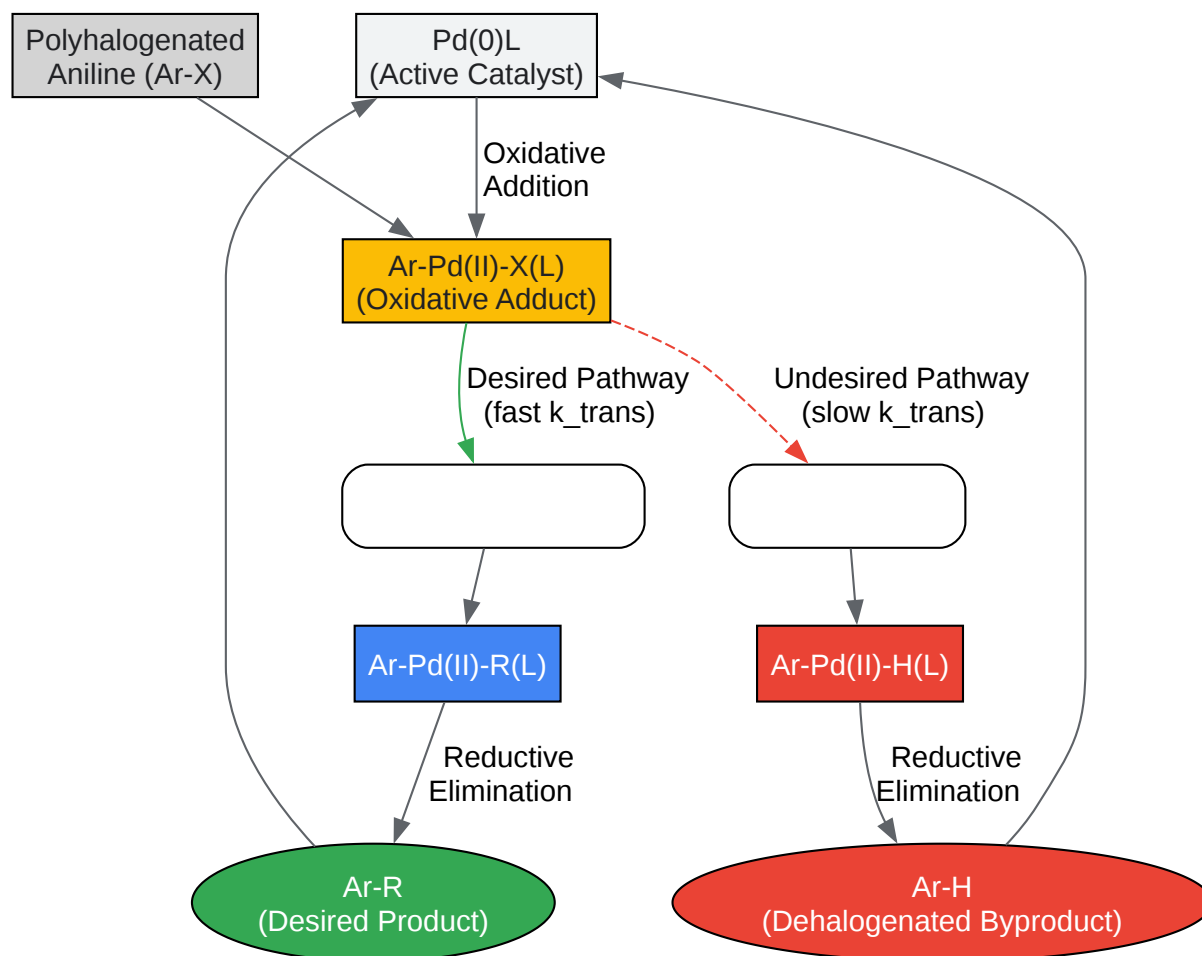 Polyhalogenated
Aniline (Ar-X)
Pd(0)L
(Active Catalyst)
Oxidative
Addition
Ar-Pd(II)-X(L)
(Oxidative Adduct)
Desired Pathway
(fast k_trans)
Undesired Pathway
(slow k_trans)
Ar-Pd(II)-R(L)
Ar-Pd(II)-H(L)
Reductive
Elimination
Reductive
Elimination
Ar-R
(Desired Product)
Ar-H
(Dehalogenated Byproduct)